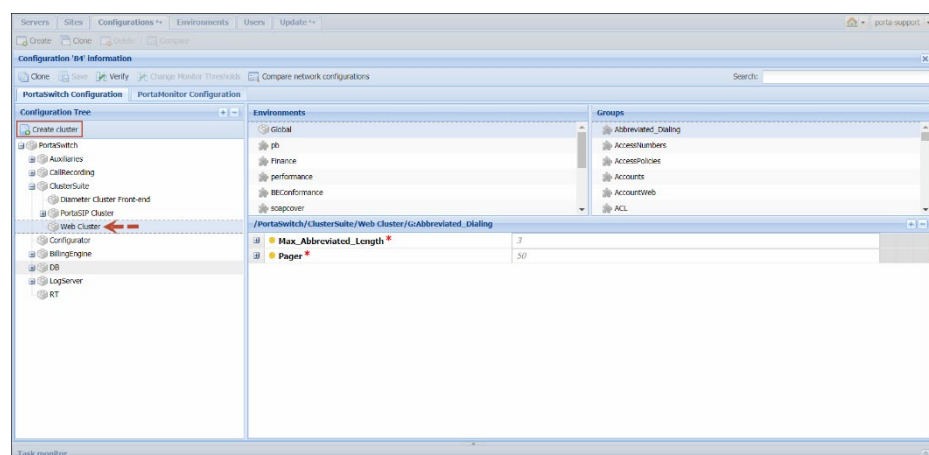 Servers Sites Configurations Environments Users Update porta-support
Create Clone Delete Compare
Configuration 'B4' Information
Clone Save Verify Change Monitor Thresholds Compare network configurations Search:
PortaSwitch Configuration PortaMonitor Configuration
Configuration Tree Environments Groups
Create cluster
PortaSwitch
Auxiliaries
CallRecording
ClusterSuite
Diameter Cluster Front-end
PortaSIP Cluster
Web Cluster
Configurator
BillingEngine
DB
LogServer
RT
Global
pb
Finance
performance
BEConformance
soapcover
Abbreviated_Dialing
AccessNumbers
AccessPolicies
Accounts
AccountWeb
ACL
/PortaSwitch/ClusterSuite/Web Cluster/G:Abbreviated_Dialing
Max_Abbreviated_Length * 3
Pager * 50
Task monitor